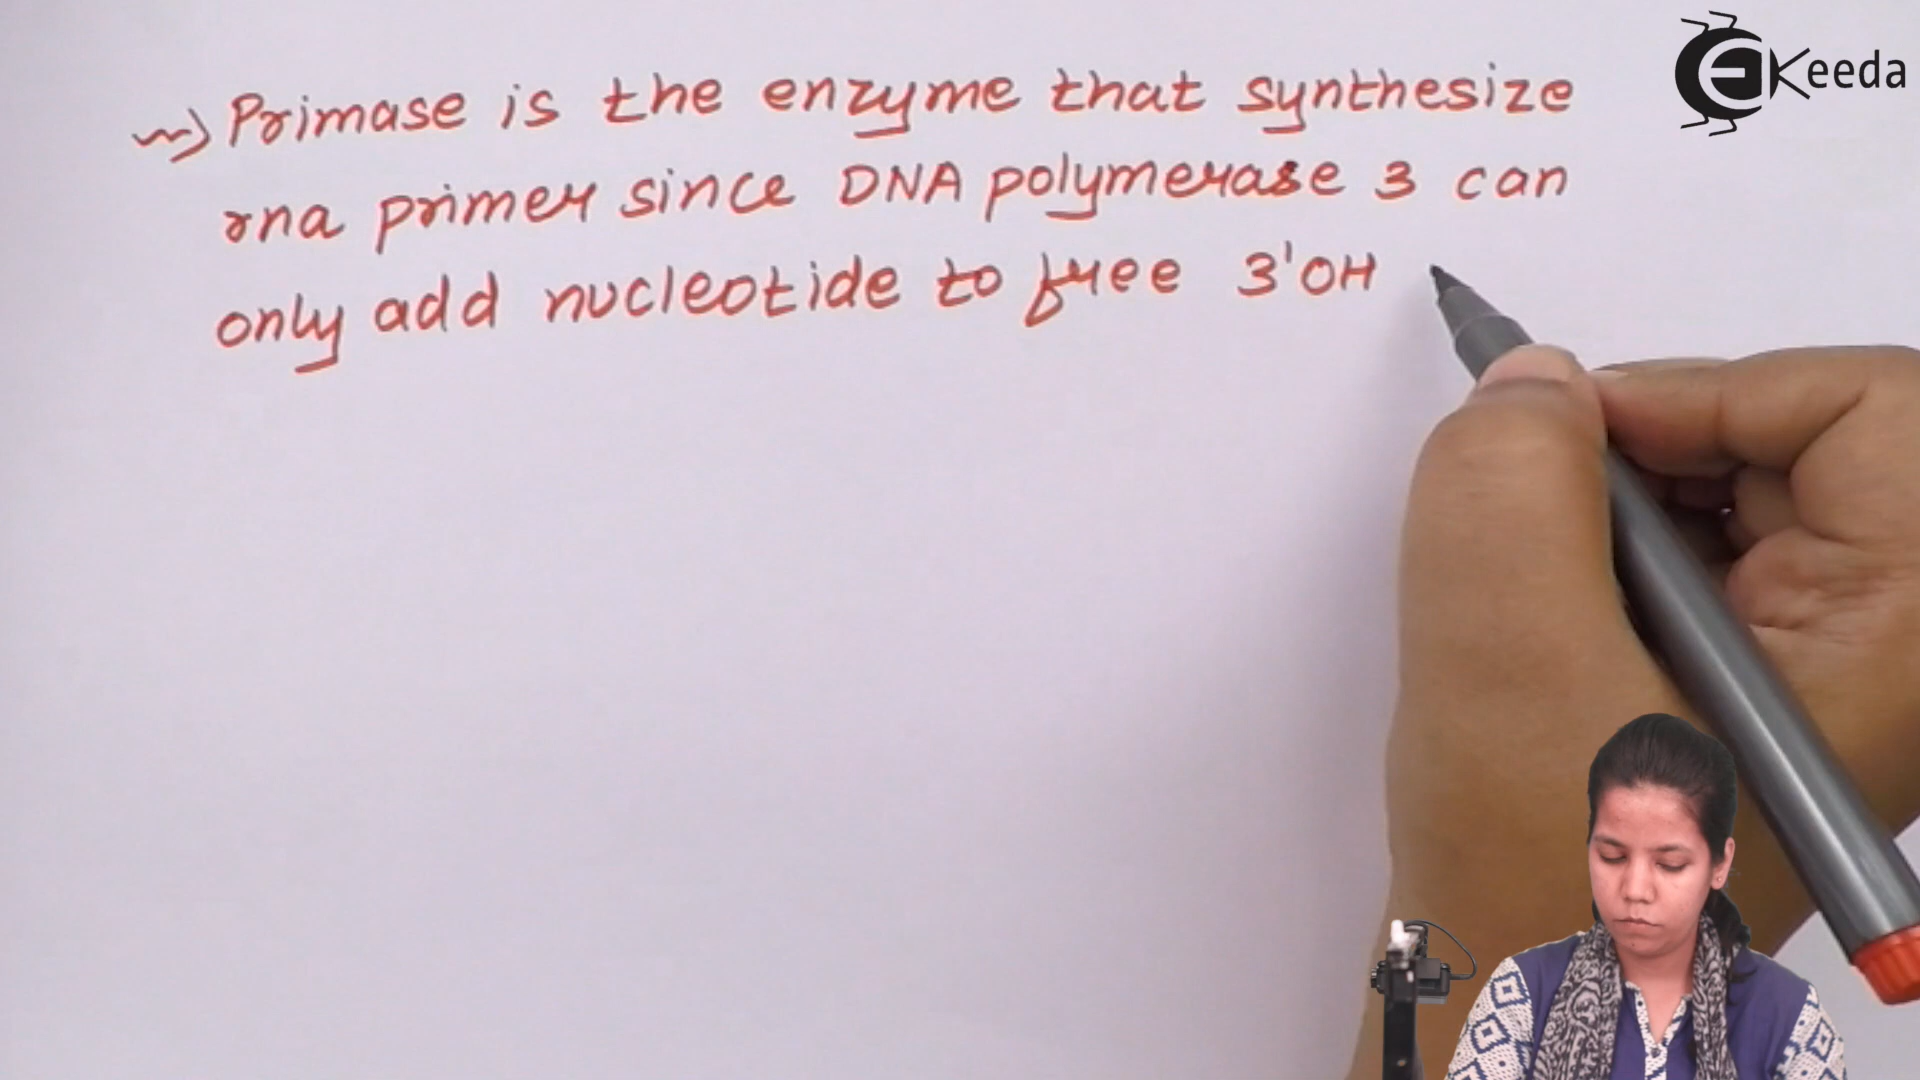 Primase is the enzyme that synthesize
rna primer since DNA polymerase 3 can
only add nucleotide to free 3'OH
Keeda